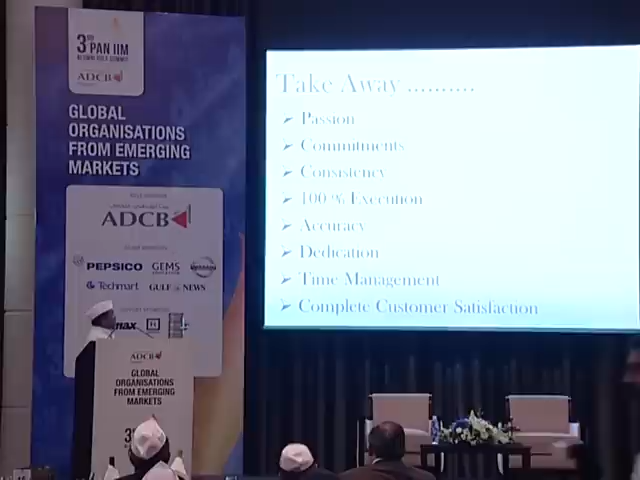 3RD PAN IIM
ADCB
GLOBAL
ORGANISATIONS
FROM EMERGING
MARKETS
ADCB
PEPSICO GEMS
Techmart GULF NEWS
max
ADCB
GLOBAL
ORGANISATIONS
FROM EMERGING
MARKETS
Take Away ..........
➢ Passion
➢ Commitments
➢ Consistency
➢ 100 % Execution
➢ Accuracy
➢ Dedication
➢ Time Management
➢ Complete Customer Satisfaction